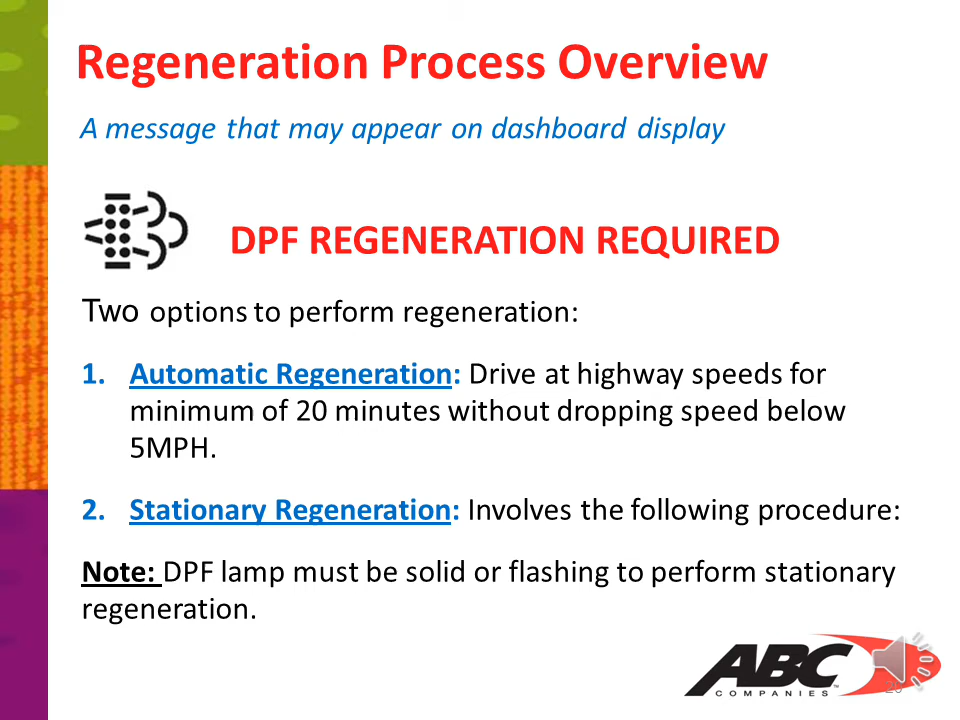 Regeneration Process Overview
A message that may appear on dashboard display
DPF REGENERATION REQUIRED
Two options to perform regeneration:
1. Automatic Regeneration: Drive at highway speeds for
minimum of 20 minutes without dropping speed below
5MPH.
2. Stationary Regeneration: Involves the following procedure:
Note: DPF lamp must be solid or flashing to perform stationary
regeneration.
ABC
COMPANIES™